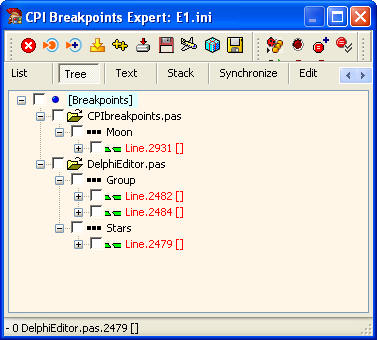 CPI Breakpoints Expert: E1.ini
List Tree Text Stack Synchronize Edit
[Breakpoints]
CPIbreakpoints.pas
Moon
Line.2931 []
DelphiEditor.pas
Group
Line.2482 []
Line.2484 []
Stars
Line.2479 []
- 0 DelphiEditor.pas.2479 []